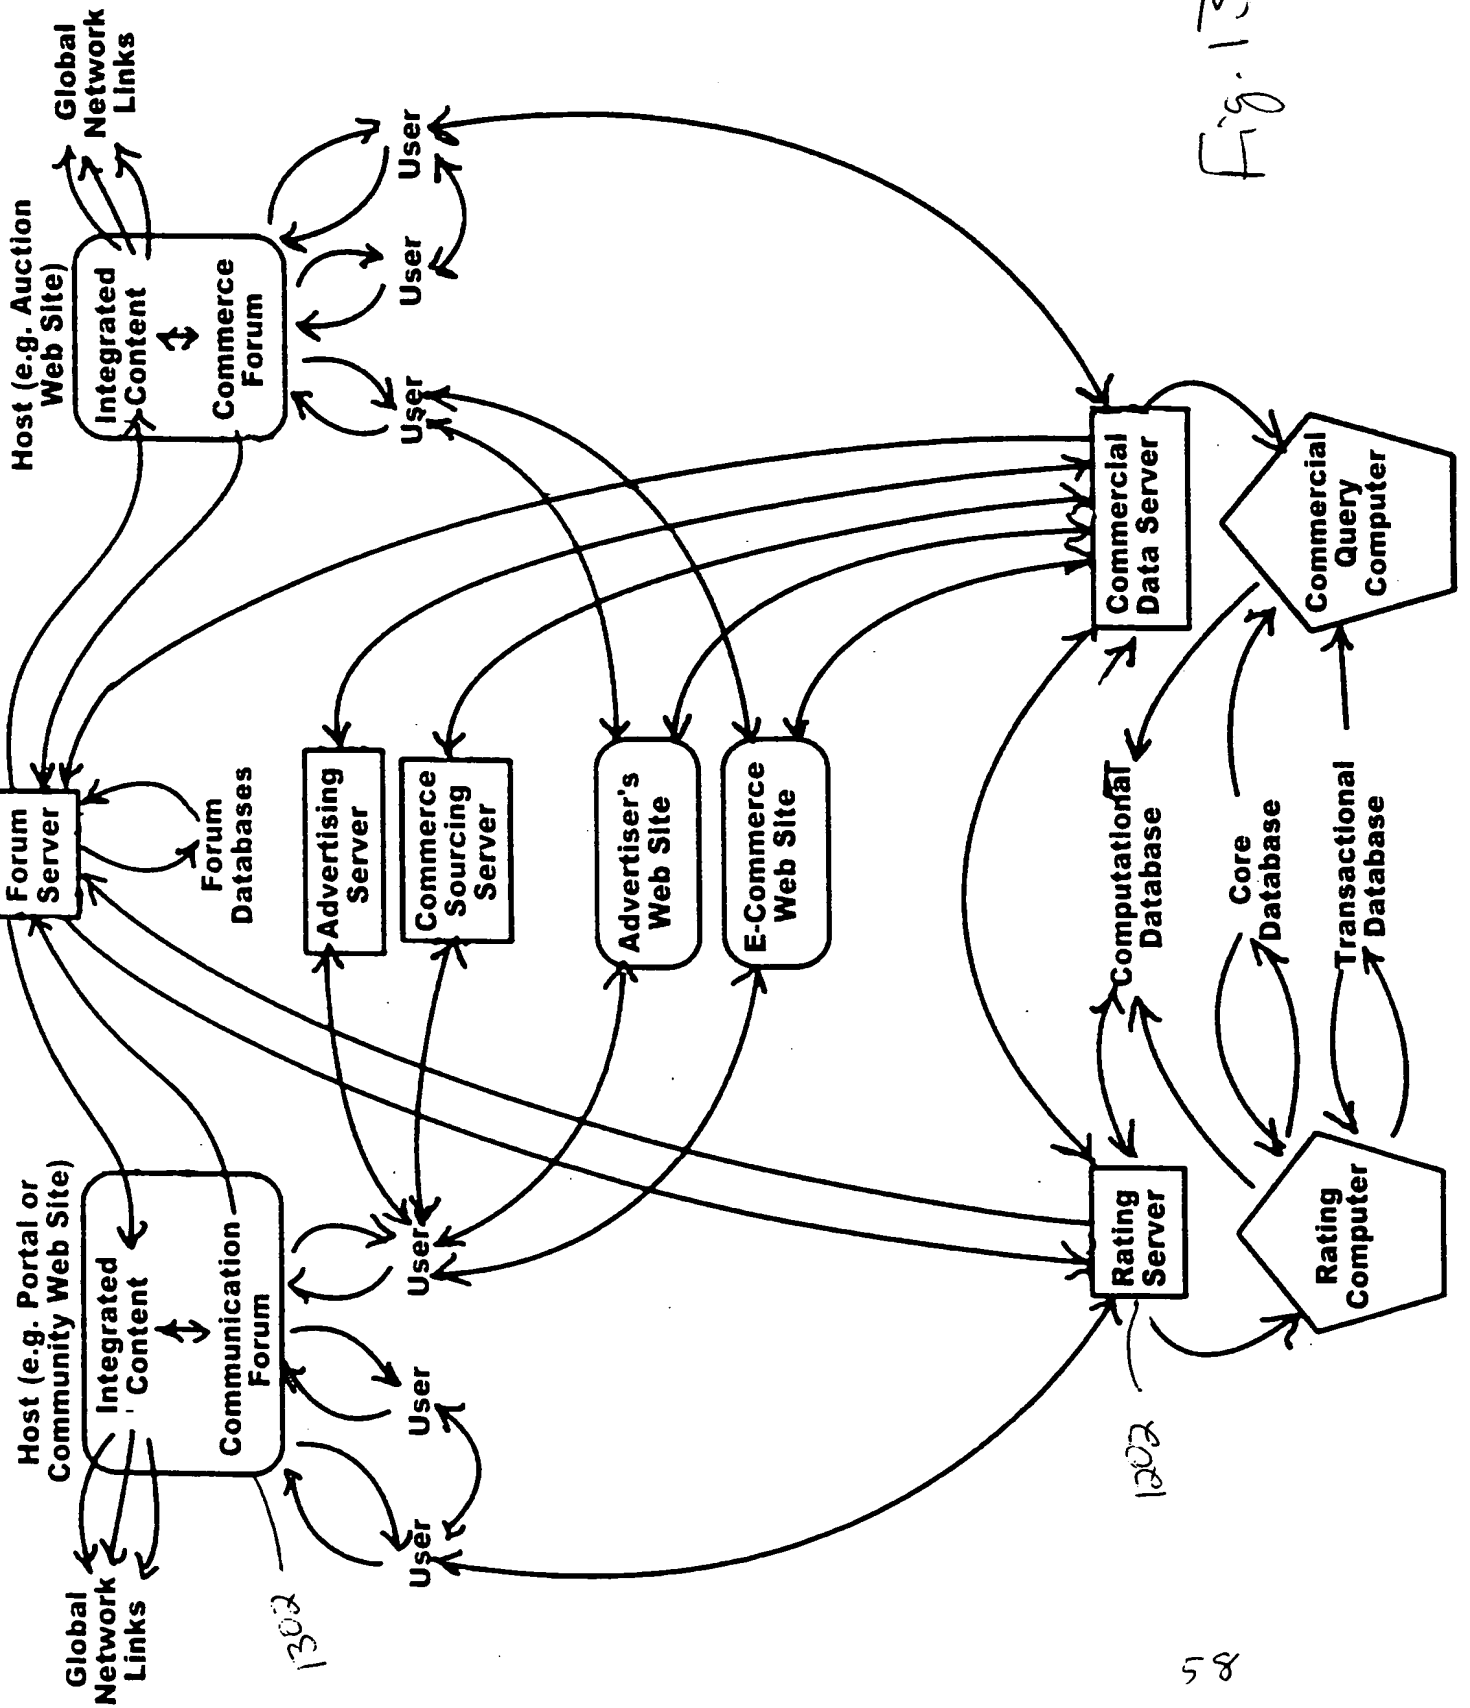 Host (e.g. Portal or
Community Web Site)
Global
Network
Links
Integrated
Content
Communication
Forum
1302
User
User
User
Forum
Server
Forum
Databases
Host (e.g. Auction
Web Site)
Global
Network
Links
Integrated
Content
Commerce
Forum
User
User
User
Advertising
Server
Commerce
Sourcing
Server
Advertiser's
Web Site
E-Commerce
Web Site
Rating
Server
1202
Commercial
Data Server
Computational
Database
Core
Database
Transactional
Database
Rating
Computer
Commercial
Query
Computer
Fig. 13
58